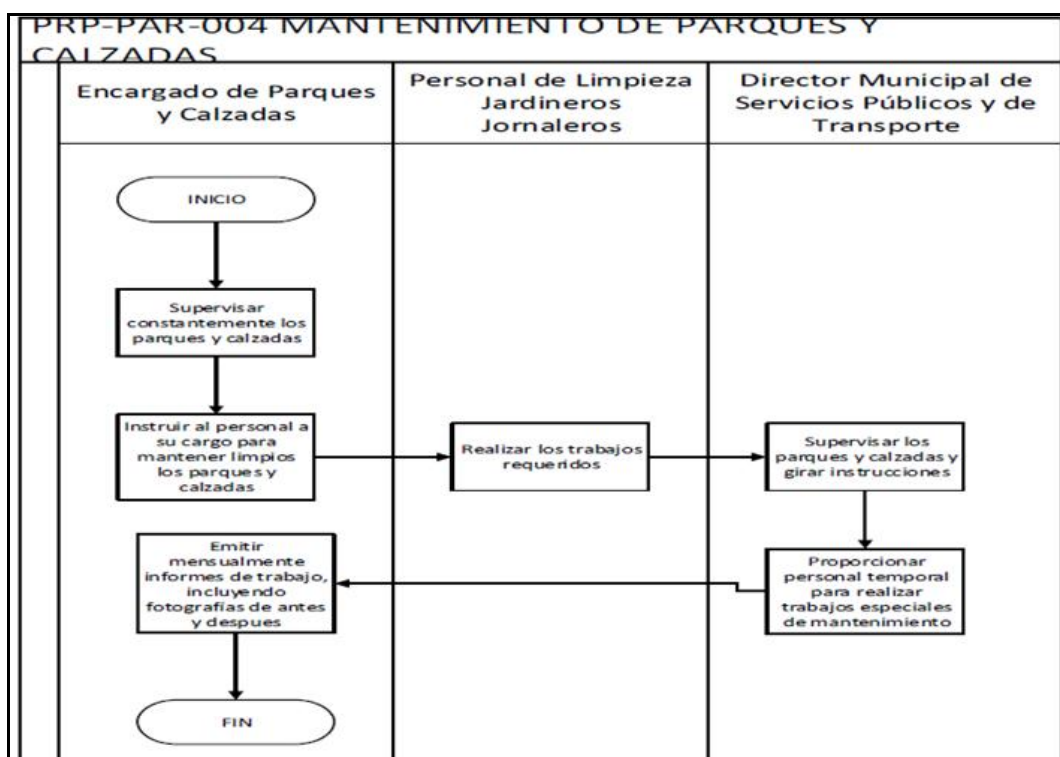 PRP-PAR-004 MANTENIMIENTO DE PARQUES Y
CALZADAS
Encargado de Parques
y Calzadas
Personal de Limpieza
Jardineros
Jornaleros
Director Municipal de
Servicios Públicos y de
Transporte
INICIO
Supervisar
constantemente los
parques y calzadas
Instruir al personal a
su cargo para
mantener limpios
los parques y
calzadas
Realizar los trabajos
requeridos
Supervisar los
parques y calzadas y
girar instrucciones
Proporcionar
personal temporal
para realizar
trabajos especiales
de mantenimiento
Emitir
mensualmente
informes de trabajo,
incluyendo
fotografías de antes
y despues
FIN